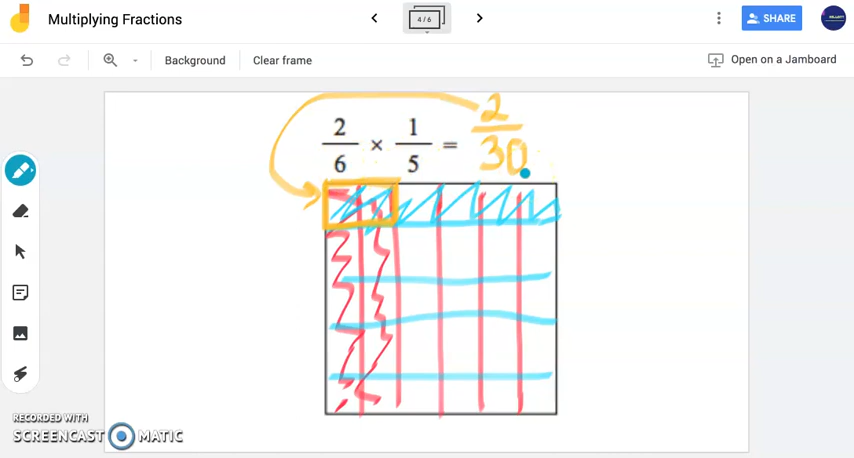 Multiplying Fractions
4 / 6
SHARE
Background
Clear frame
Open on a Jamboard
2/6 × 1/5 = 2/30
RECORDED WITH
SCREENCAST MATIC